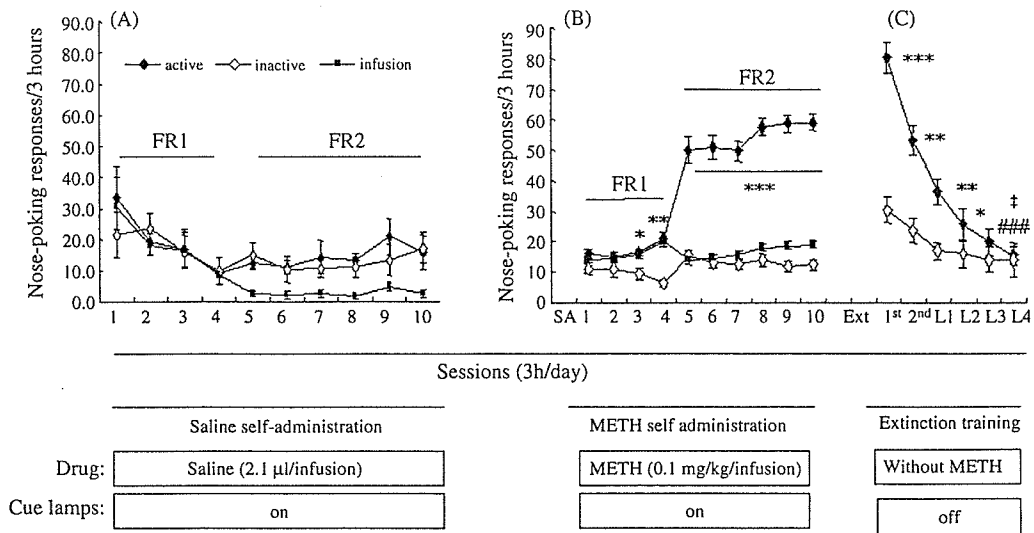 (A)
(B)
(C)
Nose-poking responses/3 hours
90.0
80.0
70.0
60.0
50.0
40.0
30.0
20.0
10.0
0.0
active
inactive
infusion
FR1
FR2
1 2 3 4 5 6 7 8 9 10
Nose-poking responses/3 hours
90
80
70
60
50
40
30
20
10
0
FR2
FR1
*
**
***
SA 1 2 3 4 5 6 7 8 9 10
***
**
**
*
‡
###
Ext 1st 2nd L1 L2 L3 L4
Sessions (3h/day)
Saline self-administration
METH self administration
Extinction training
Drug:
Saline (2.1 μl/infusion)
METH (0.1 mg/kg/infusion)
Without METH
Cue lamps:
on
on
off